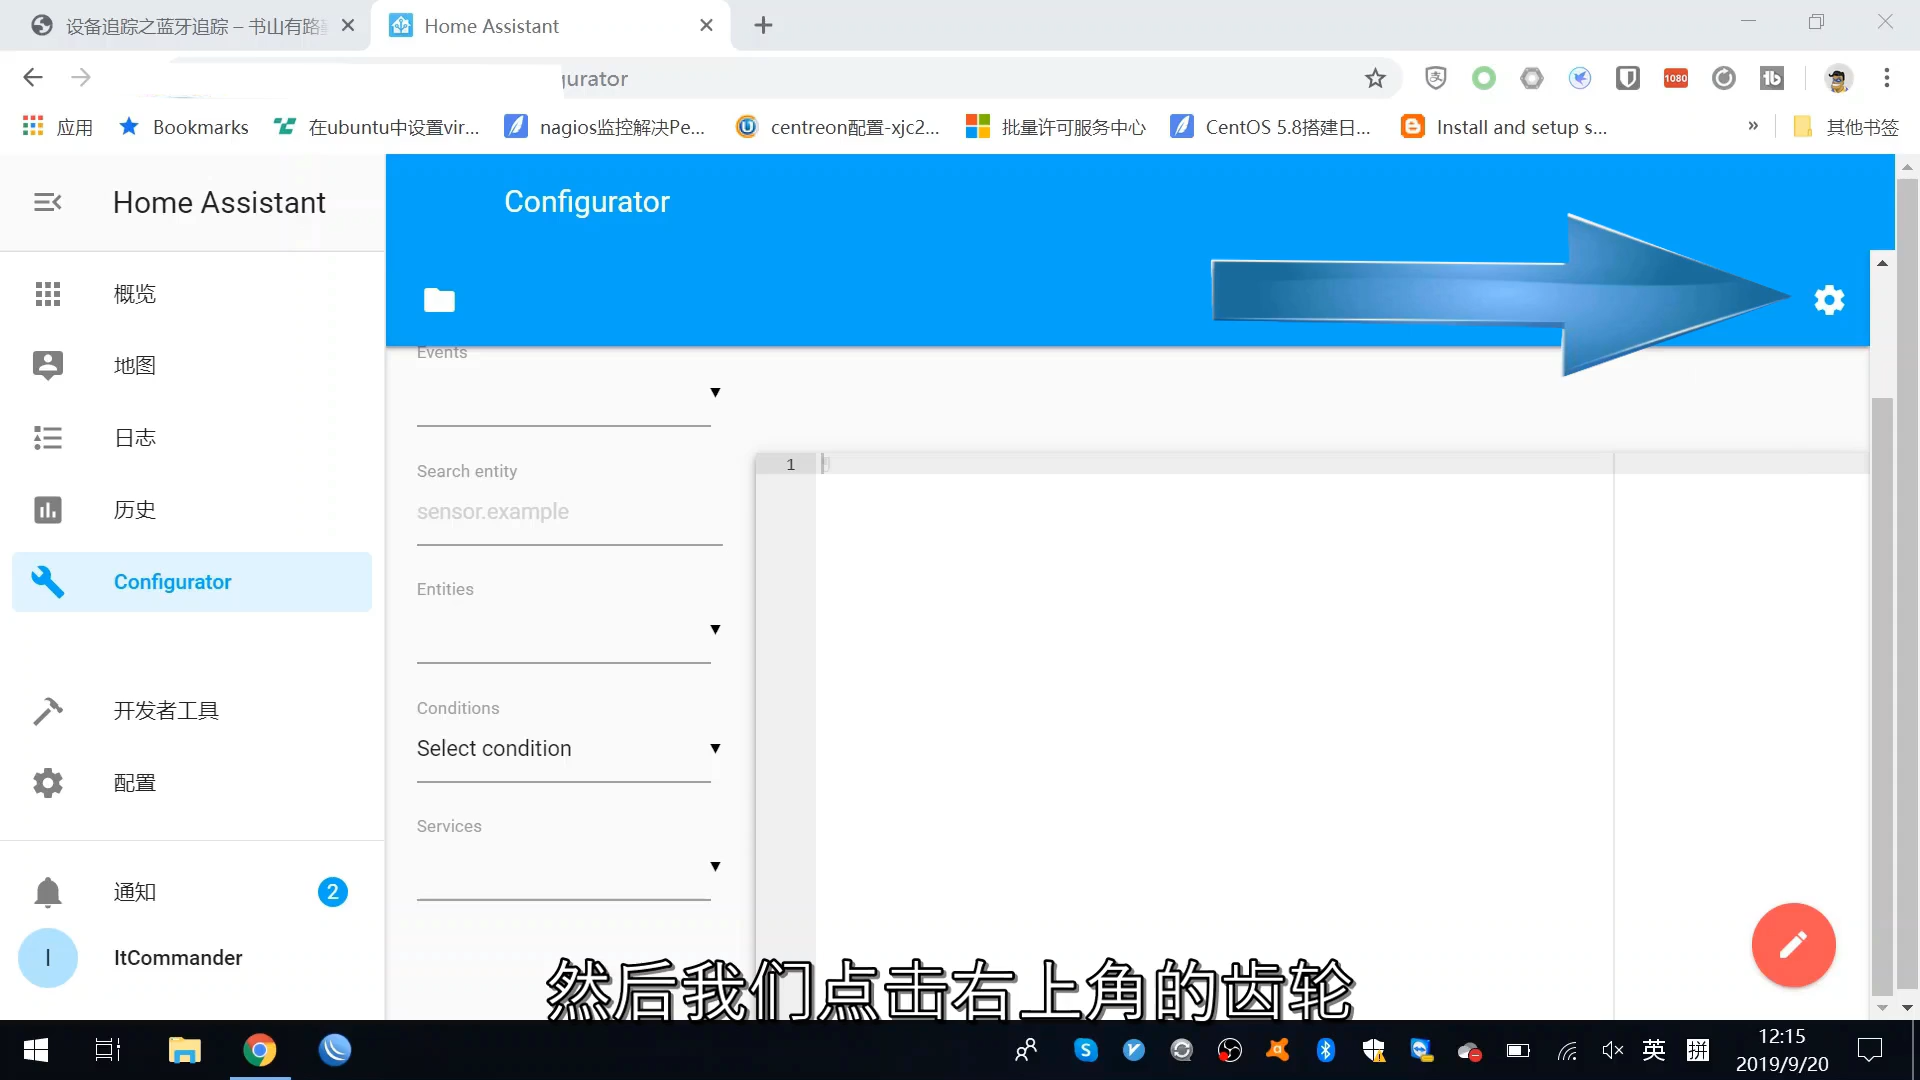 设备追踪之蓝牙追踪 – 书山有路
Home Assistant
urator
1080
应用
Bookmarks
在ubuntu中设置vir...
nagios监控解决Pe...
centreon配置-xjc2...
批量许可服务中心
CentOS 5.8搭建日...
Install and setup s...
»
其他书签
Home Assistant
Configurator
概览
地图
日志
历史
Configurator
开发者工具
配置
通知
2
I
ItCommander
Events
Search entity
sensor.example
Entities
Conditions
Select condition
Services
1
然后我们点击右上角的齿轮
英
拼
12:15
2019/9/20